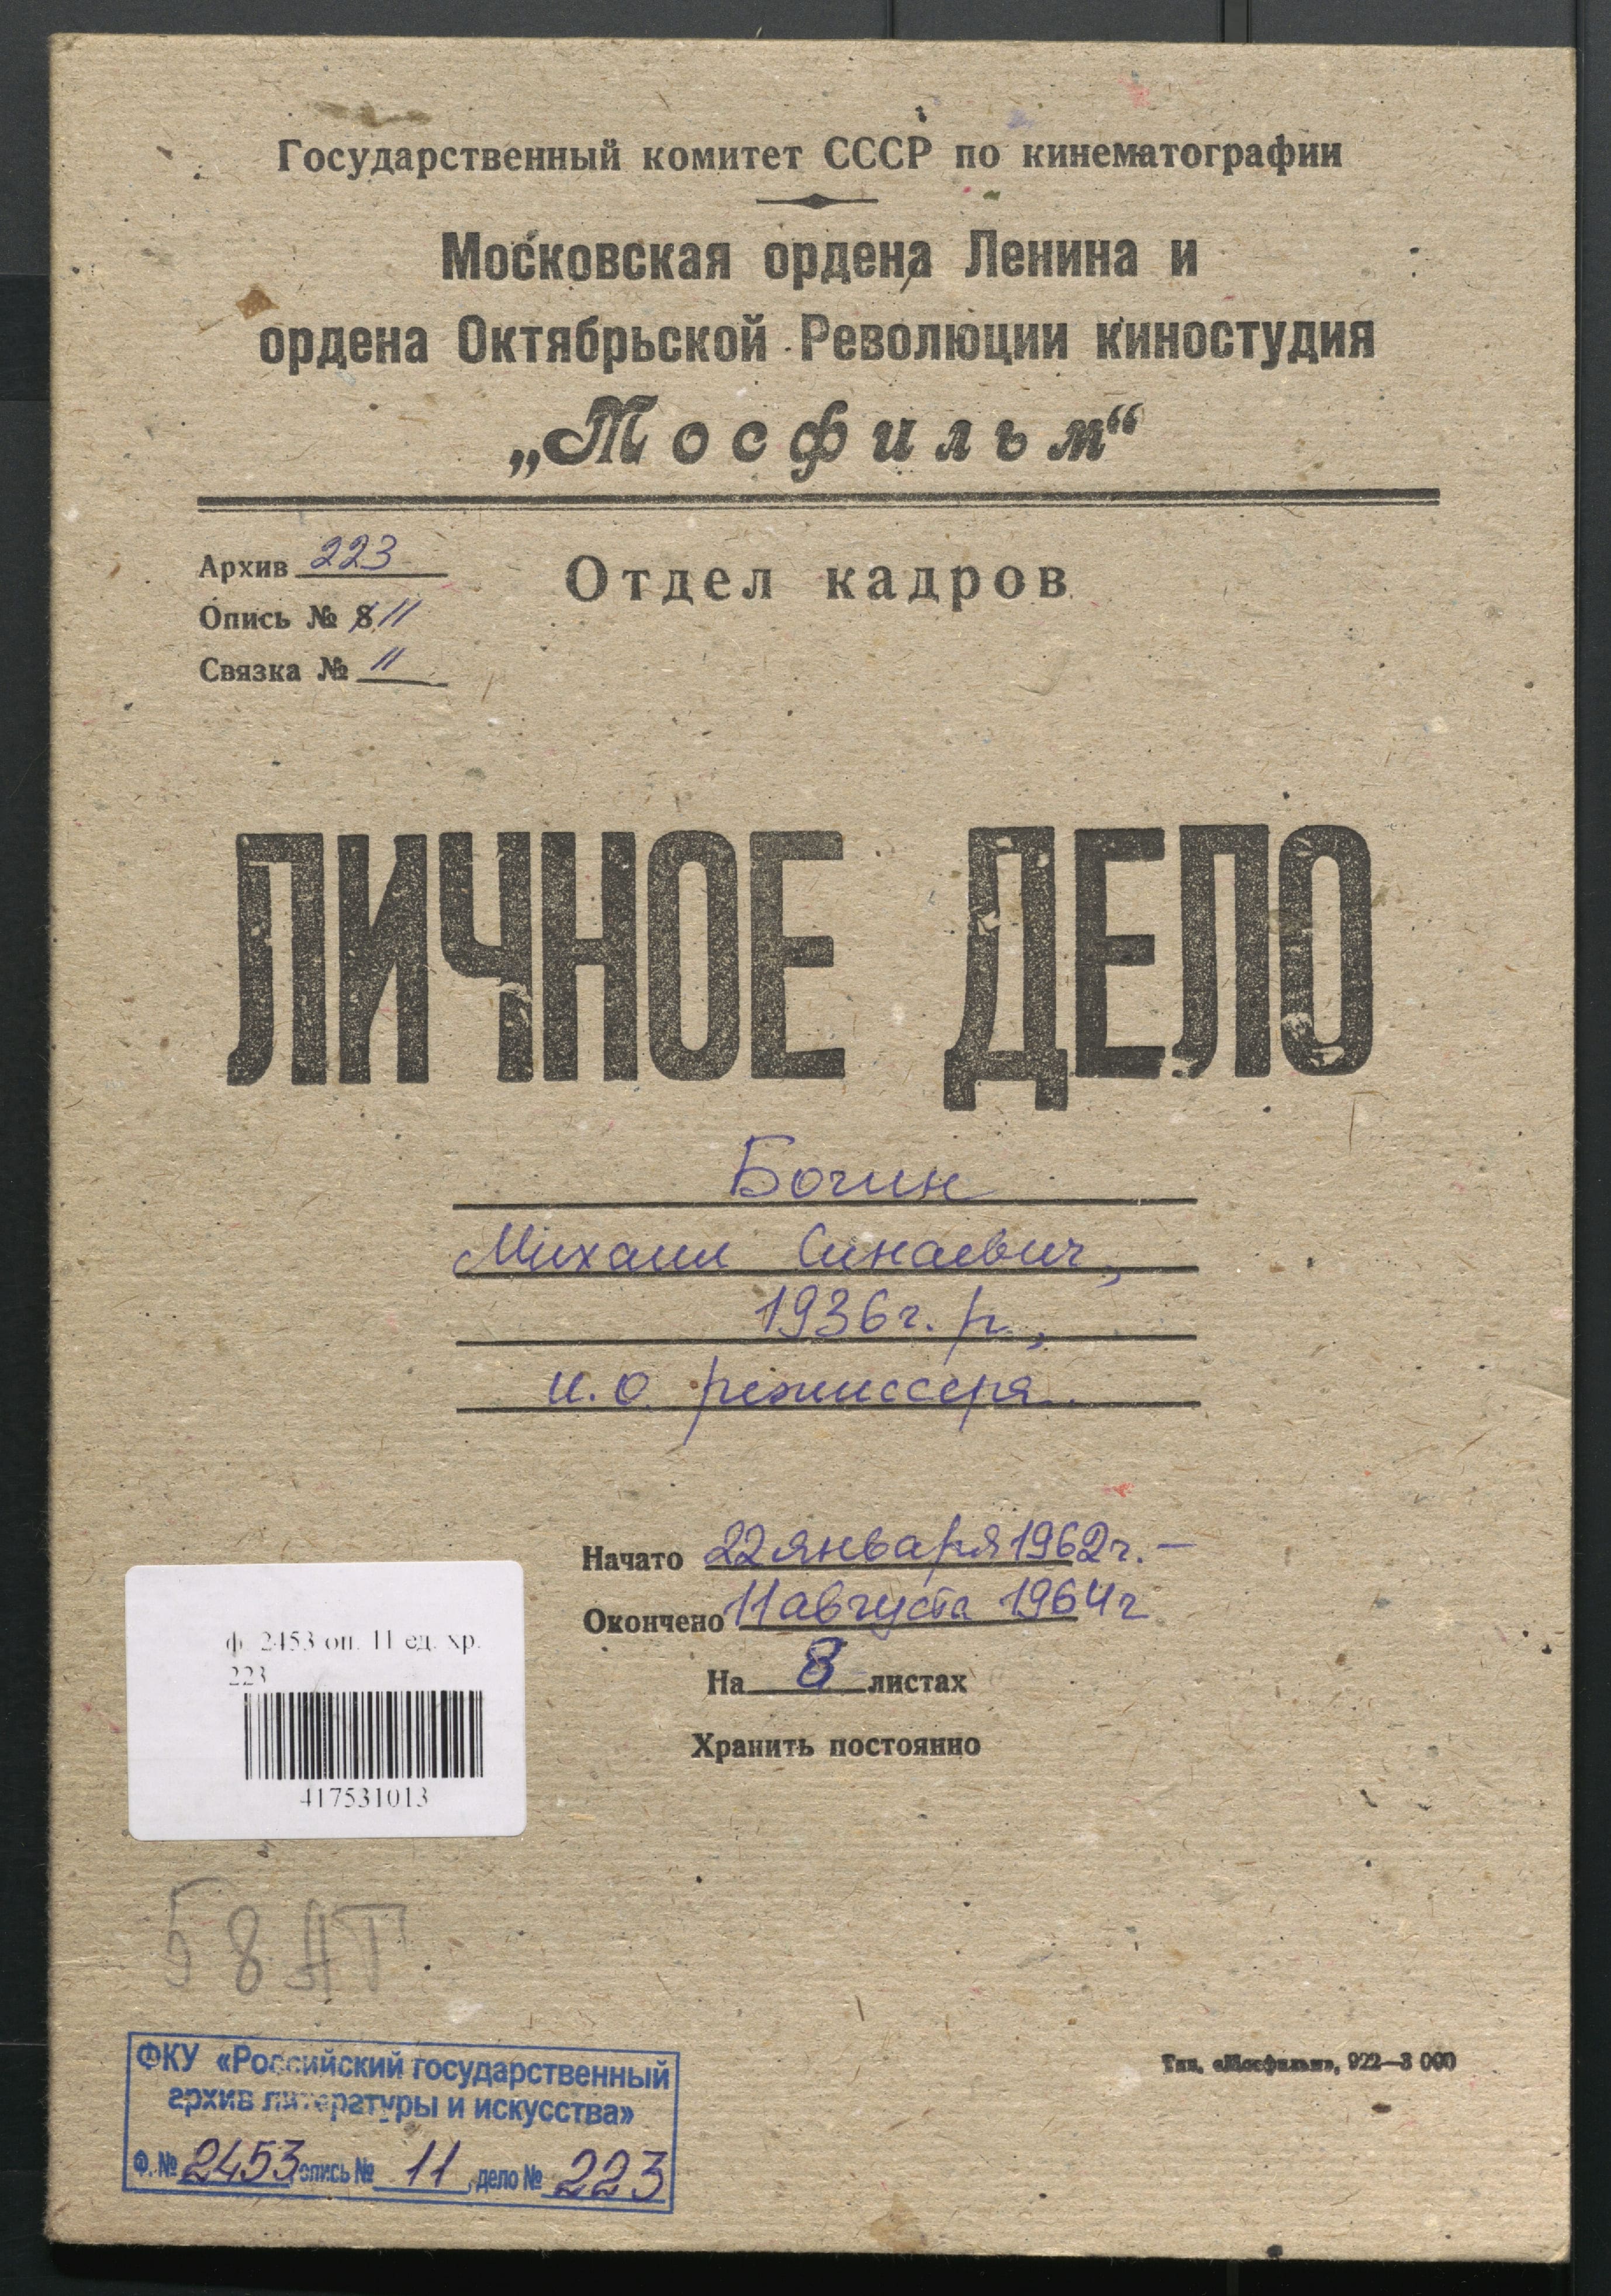 Государственный комитет СССР по кинематографии
Московская ордена Ленина и
ордена Октябрьской Революции киностудия
„Мосфильм“
Архив 223
Отдел кадров
Опись № 8 11
Связка № 11
ЛИЧНОЕ ДЕЛО
Богин
Михаил Синаевич,
1936 г. р.,
и.о. режиссера.
Начато 22 января 1962 г. –
Окончено 11 августа 1964 г
На 8 листах
Хранить постоянно
ф. 2453 оп. 11 ед. хр.
223
417531013
ФКУ «Российский государственный
архив литературы и искусства»
Ф. № 2453 опись № 11, дело № 223
Тип. «Мосфильм», 922—3 000